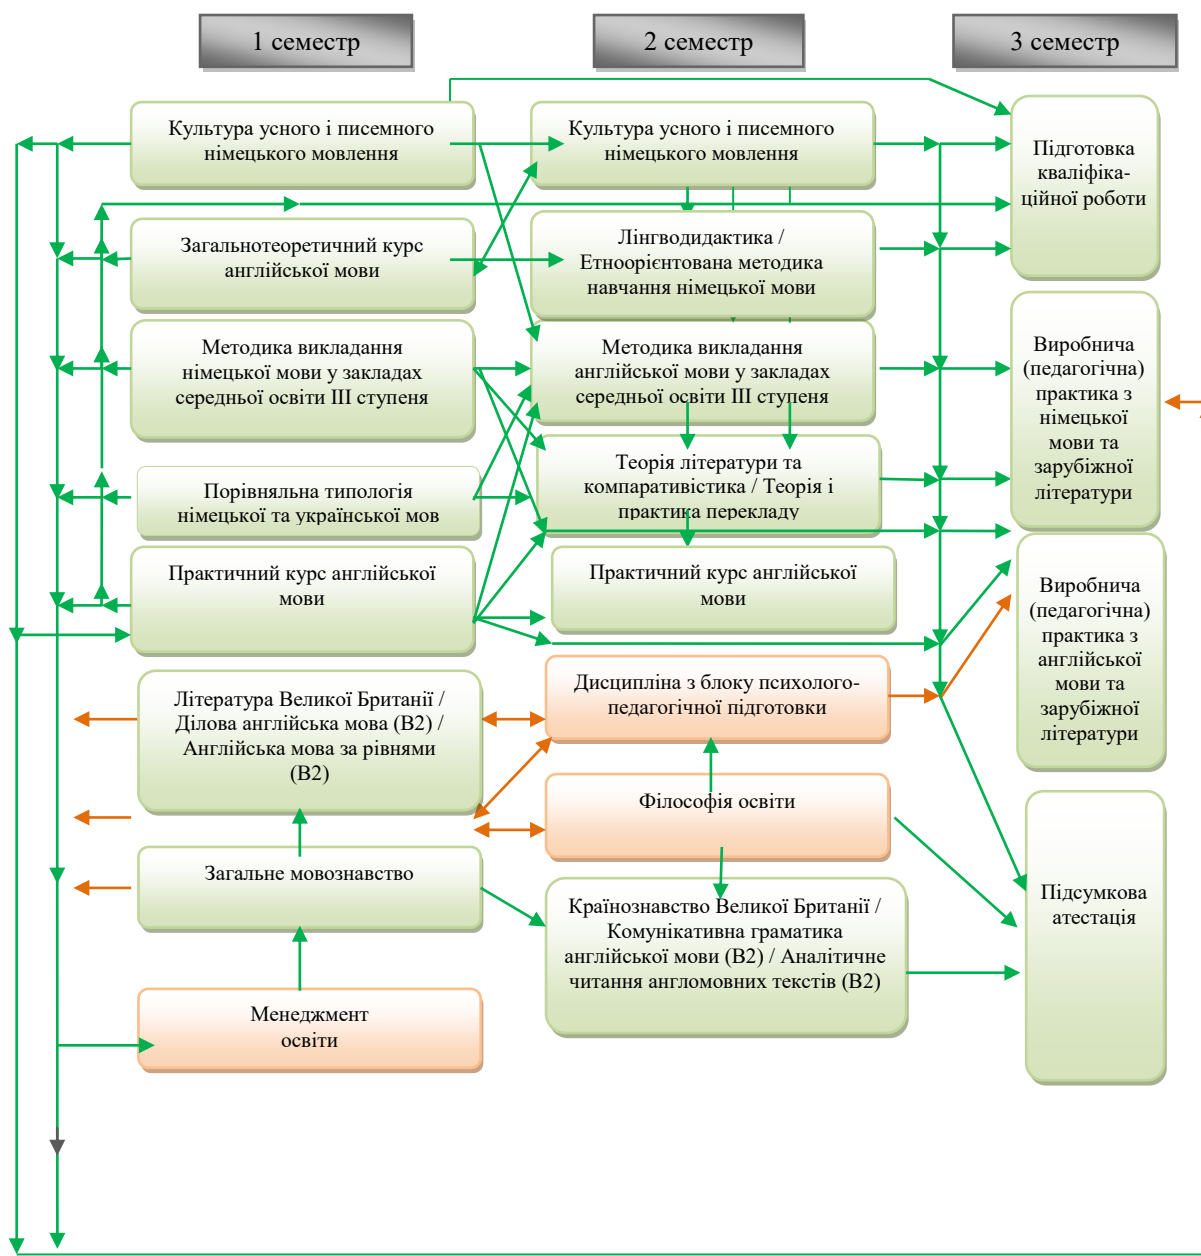 1 семестр
2 семестр
3 семестр
Культура усного і писемного
німецького мовлення
Загальнотеоретичний курс
англійської мови
Методика викладання
німецької мови у закладах
середньої освіти ІІІ ступеня
Порівняльна типологія
німецької та української мов
Практичний курс англійської
мови
Література Великої Британії /
Ділова англійська мова (В2) /
Англійська мова за рівнями
(В2)
Загальне мовознавство
Менеджмент
освіти
Культура усного і писемного
німецького мовлення
Лінгводидактика /
Етноорієнтована методика
навчання німецької мови
Методика викладання
англійської мови у закладах
середньої освіти ІІІ ступеня
Теорія літератури та
компаративістика / Теорія і
практика перекладу
Практичний курс англійської
мови
Дисципліна з блоку психолого-
педагогічної підготовки
Філософія освіти
Країнознавство Великої Британії /
Комунікативна граматика
англійської мови (В2) / Аналітичне
читання англомовних текстів (В2)
Підготовка
кваліфіка-
ційної роботи
Виробнича
(педагогічна)
практика з
німецької
мови та
зарубіжної
літератури
Виробнича
(педагогічна)
практика з
англійської
мови та
зарубіжної
літератури
Підсумкова
атестація